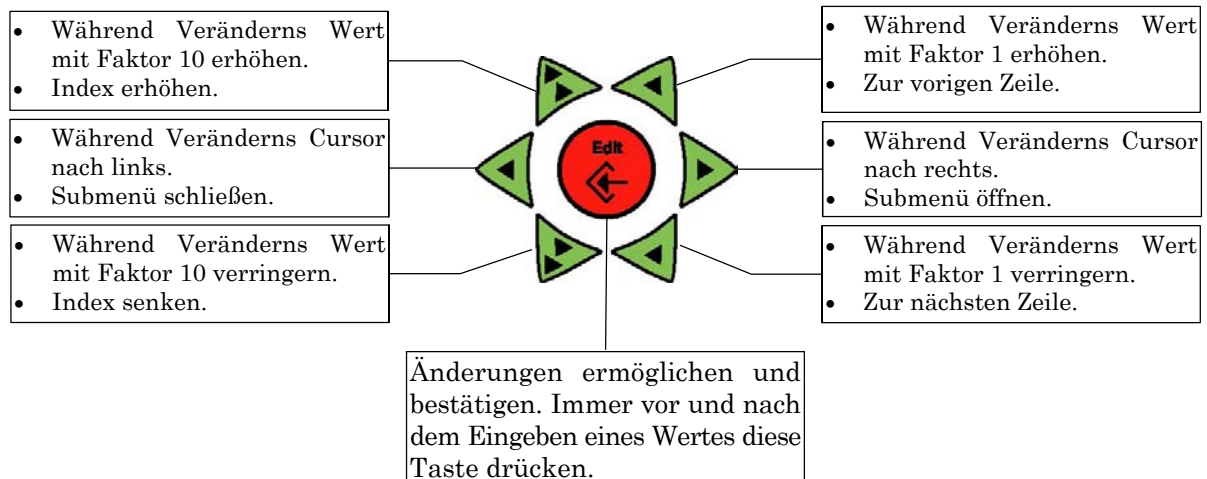 • Während Veränderns Wert
mit Faktor 10 erhöhen.
• Index erhöhen.
• Während Veränderns Cursor
nach links.
• Submenü schließen.
• Während Veränderns Wert
mit Faktor 10 verringern.
• Index senken.
Edit
• Während Veränderns Wert
mit Faktor 1 erhöhen.
• Zur vorigen Zeile.
• Während Veränderns Cursor
nach rechts.
• Submenü öffnen.
• Während Veränderns Wert
mit Faktor 1 verringern.
• Zur nächsten Zeile.
Änderungen ermöglichen und
bestätigen. Immer vor und nach
dem Eingeben eines Wertes diese
Taste drücken.